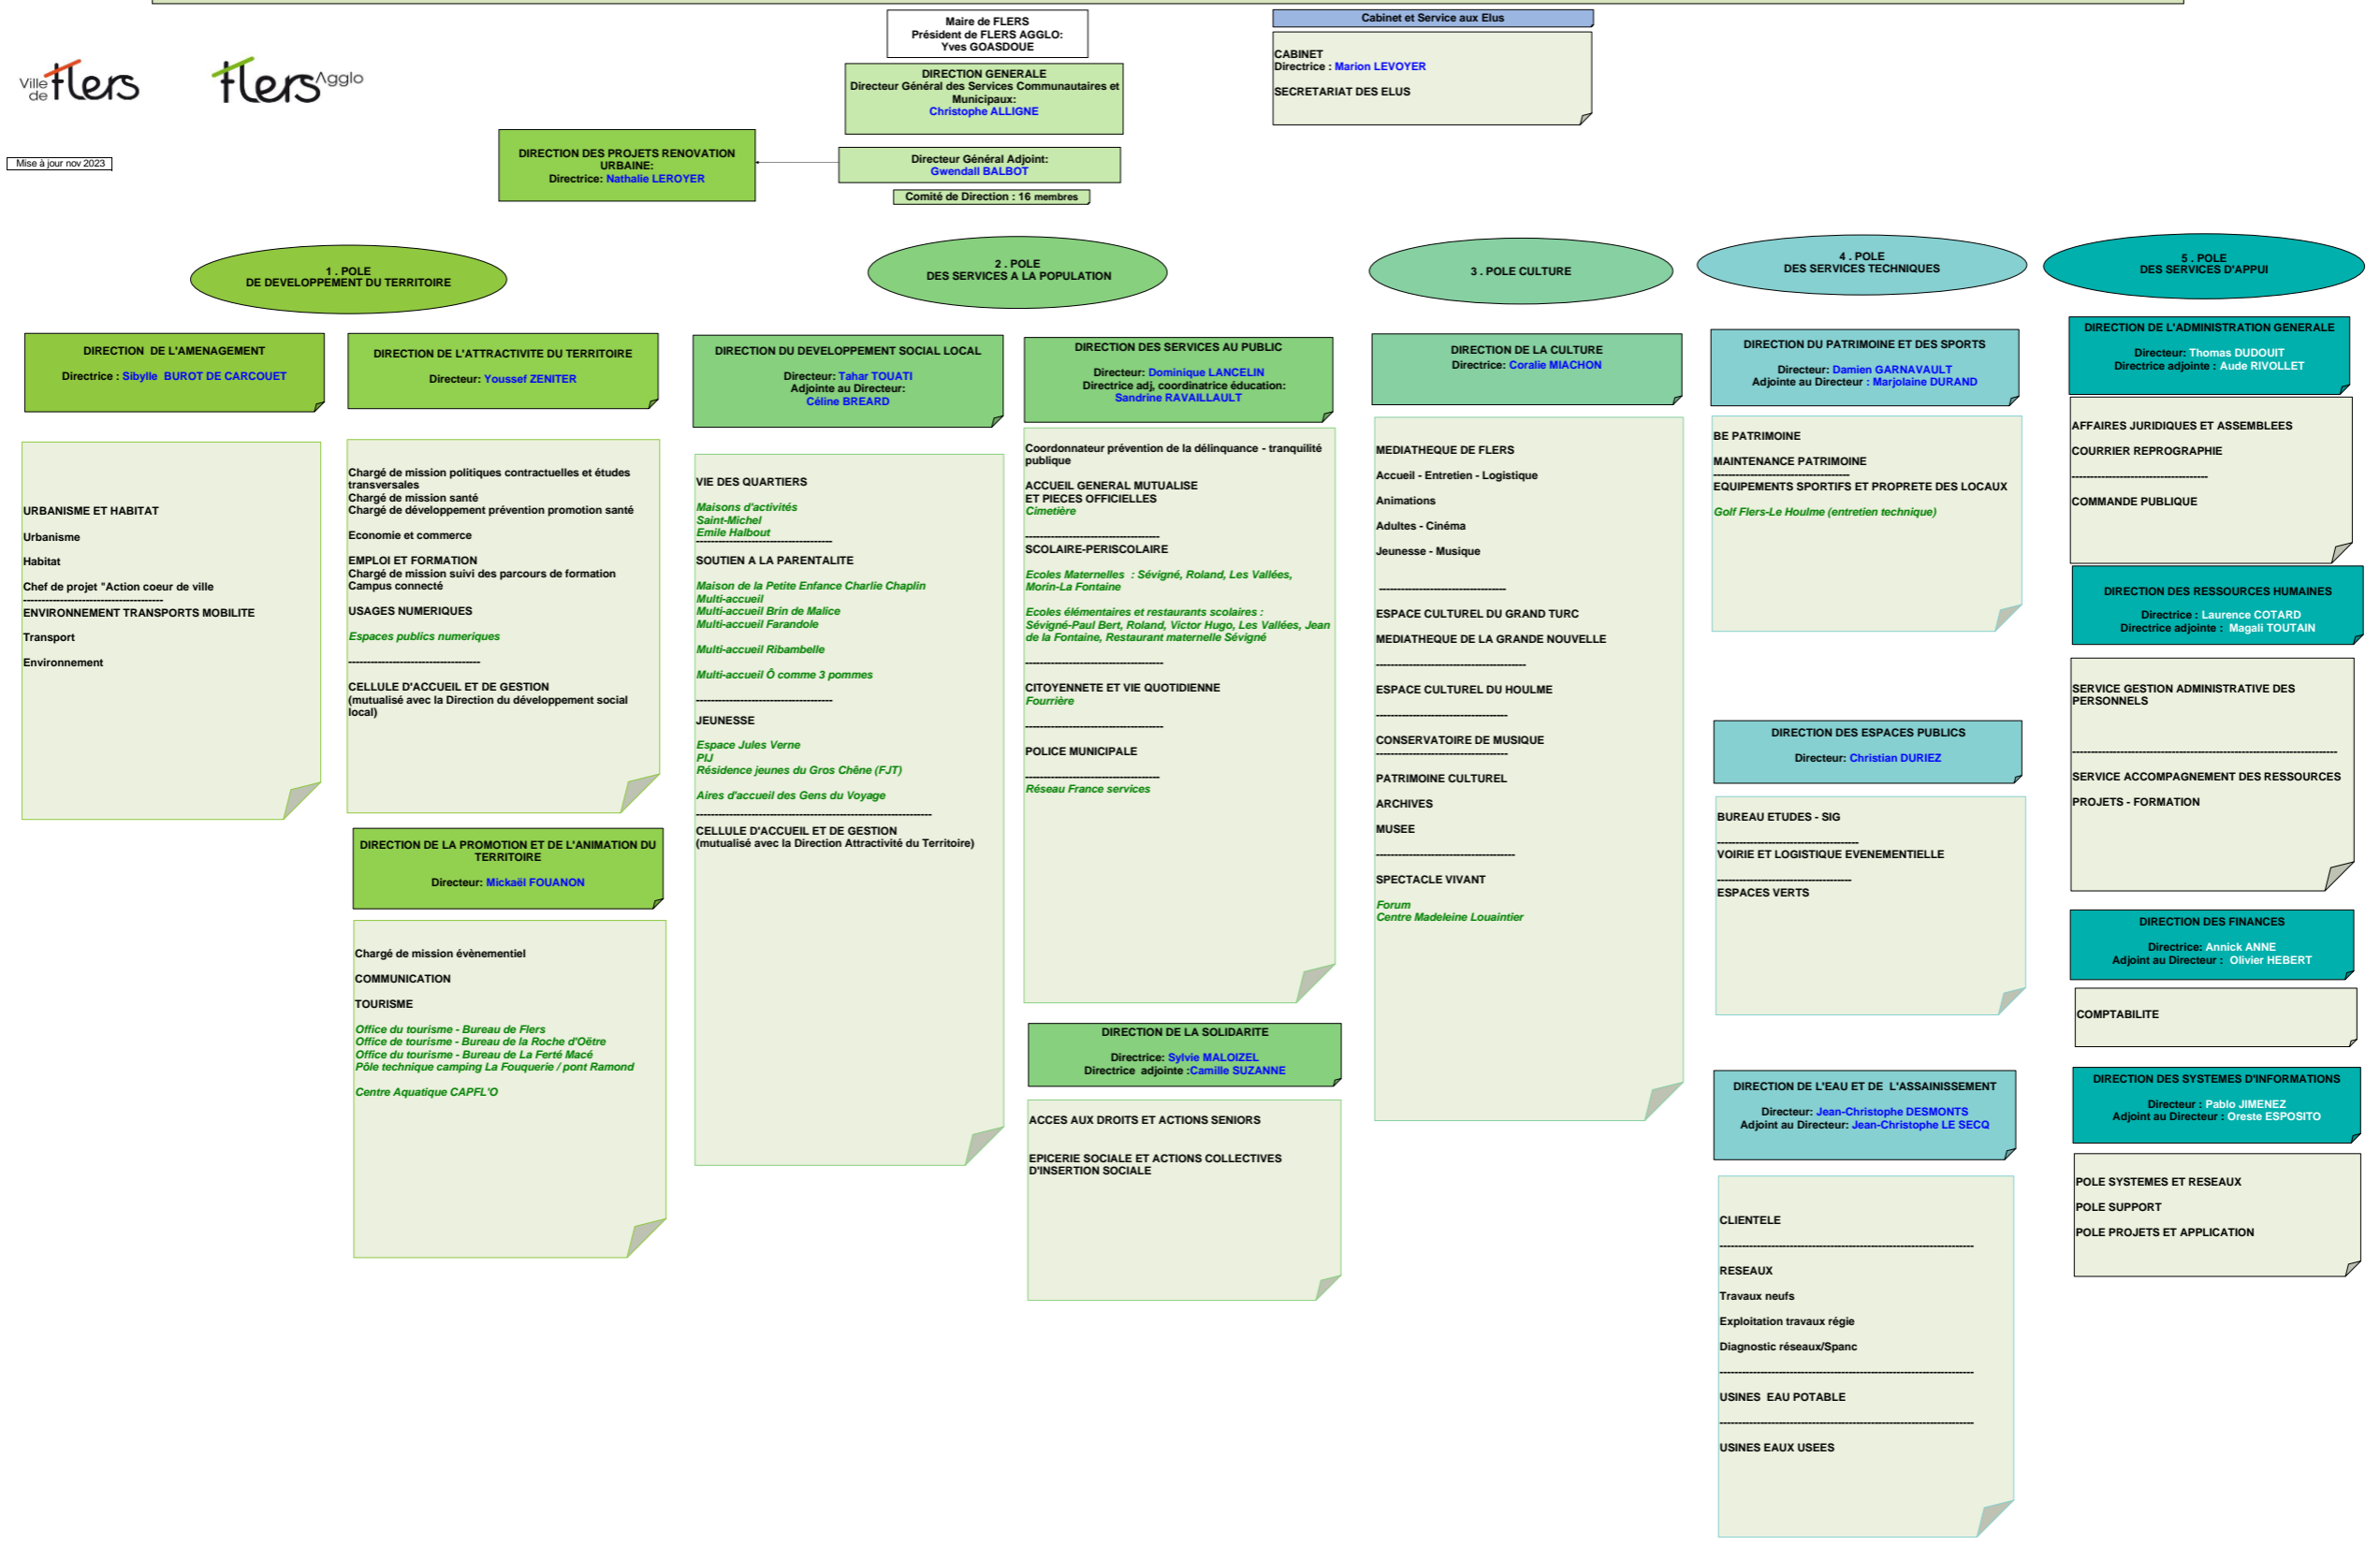 Maire de FLERS
Président de FLERS AGGLO:
Yves GOASDOUE
Cabinet et Service aux Elus
CABINET
Directrice : Marion LEVOYER
SECRETARIAT DES ELUS
Ville de flers
flers Agglo
DIRECTION GENERALE
Directeur Général des Services Communautaires et
Municipaux:
Christophe ALLIGNE
Mise à jour nov 2023
DIRECTION DES PROJETS RENOVATION
URBAINE:
Directrice: Nathalie LEROYER
Directeur Général Adjoint:
Gwendall BALBOT
Comité de Direction : 16 membres
1 . POLE
DE DEVELOPPEMENT DU TERRITOIRE
2 . POLE
DES SERVICES A LA POPULATION
3 . POLE CULTURE
4 . POLE
DES SERVICES TECHNIQUES
5 . POLE
DES SERVICES D'APPUI
DIRECTION DE L'AMENAGEMENT
Directrice : Sibylle BUROT DE CARCOUET
URBANISME ET HABITAT
Urbanisme
Habitat
Chef de projet "Action coeur de ville
--------------------------------------
ENVIRONNEMENT TRANSPORTS MOBILITE
Transport
Environnement
DIRECTION DE L'ATTRACTIVITE DU TERRITOIRE
Directeur: Youssef ZENITER
Chargé de mission politiques contractuelles et études
transversales
Chargé de mission santé
Chargé de développement prévention promotion santé
Economie et commerce
EMPLOI ET FORMATION
Chargé de mission suivi des parcours de formation
Campus connecté
USAGES NUMERIQUES
Espaces publics numeriques
------------------------------------
CELLULE D'ACCUEIL ET DE GESTION
(mutualisé avec la Direction du développement social
local)
DIRECTION DE LA PROMOTION ET DE L'ANIMATION DU
TERRITOIRE
Directeur: Mickaël FOUANON
Chargé de mission évènementiel
COMMUNICATION
TOURISME
Office du tourisme - Bureau de Flers
Office de tourisme - Bureau de la Roche d'Oëtre
Office du tourisme - Bureau de La Ferté Macé
Pôle technique camping La Fouquerie / pont Ramond
Centre Aquatique CAPFL'O
DIRECTION DU DEVELOPPEMENT SOCIAL LOCAL
Directeur: Tahar TOUATI
Adjointe au Directeur:
Céline BREARD
VIE DES QUARTIERS
Maisons d'activités
Saint-Michel
Emile Halbout
-------------------------------------
SOUTIEN A LA PARENTALITE
Maison de la Petite Enfance Charlie Chaplin
Multi-accueil
Multi-accueil Brin de Malice
Multi-accueil Farandole
Multi-accueil Ribambelle
Multi-accueil Ô comme 3 pommes
-------------------------------------
JEUNESSE
Espace Jules Verne
PIJ
Résidence jeunes du Gros Chêne (FJT)
Aires d'accueil des Gens du Voyage
----------------------------------------------------------------
CELLULE D'ACCUEIL ET DE GESTION
(mutualisé avec la Direction Attractivité du Territoire)
DIRECTION DES SERVICES AU PUBLIC
Directeur: Dominique LANCELIN
Directrice adj, coordinatrice éducation:
Sandrine RAVAILLAULT
Coordonnateur prévention de la délinquance - tranquilité
publique
ACCUEIL GENERAL MUTUALISE
ET PIECES OFFICIELLES
Cimetière
-------------------------------------
SCOLAIRE-PERISCOLAIRE
Ecoles Maternelles : Sévigné, Roland, Les Vallées,
Morin-La Fontaine
Ecoles élémentaires et restaurants scolaires :
Sévigné-Paul Bert, Roland, Victor Hugo, Les Vallées, Jean
de la Fontaine, Restaurant maternelle Sévigné
--------------------------------------
CITOYENNETE ET VIE QUOTIDIENNE
Fourrière
--------------------------------------
POLICE MUNICIPALE
-------------------------------------
Réseau France services
DIRECTION DE LA SOLIDARITE
Directrice: Sylvie MALOIZEL
Directrice adjointe :Camille SUZANNE
ACCES AUX DROITS ET ACTIONS SENIORS
EPICERIE SOCIALE ET ACTIONS COLLECTIVES
D'INSERTION SOCIALE
DIRECTION DE LA CULTURE
Directrice: Coralie MIACHON
MEDIATHEQUE DE FLERS
Accueil - Entretien - Logistique
Animations
Adultes - Cinéma
Jeunesse - Musique
-----------------------------------
ESPACE CULTUREL DU GRAND TURC
MEDIATHEQUE DE LA GRANDE NOUVELLE
-----------------------------------------
ESPACE CULTUREL DU HOULME
------------------------------------
CONSERVATOIRE DE MUSIQUE
------------------------------------
PATRIMOINE CULTUREL
ARCHIVES
MUSEE
--------------------------------------
SPECTACLE VIVANT
Forum
Centre Madeleine Louaintier
DIRECTION DU PATRIMOINE ET DES SPORTS
Directeur: Damien GARNAVAULT
Adjointe au Directeur : Marjolaine DURAND
BE PATRIMOINE
MAINTENANCE PATRIMOINE
-------------------------------------
EQUIPEMENTS SPORTIFS ET PROPRETE DES LOCAUX
Golf Flers-Le Houlme (entretien technique)
DIRECTION DES ESPACES PUBLICS
Directeur: Christian DURIEZ
BUREAU ETUDES - SIG
---------------------------------------
VOIRIE ET LOGISTIQUE EVENEMENTIELLE
-------------------------------------
ESPACES VERTS
DIRECTION DE L'EAU ET DE L'ASSAINISSEMENT
Directeur: Jean-Christophe DESMONTS
Adjoint au Directeur: Jean-Christophe LE SECQ
CLIENTELE
---------------------------------------------------------------------
RESEAUX
Travaux neufs
Exploitation travaux régie
Diagnostic réseaux/Spanc
---------------------------------------------------------------------
USINES EAU POTABLE
---------------------------------------------------------------------
USINES EAUX USEES
DIRECTION DE L'ADMINISTRATION GENERALE
Directeur: Thomas DUDOUIT
Directrice adjointe : Aude RIVOLLET
AFFAIRES JURIDIQUES ET ASSEMBLEES
COURRIER REPROGRAPHIE
-------------------------------------
COMMANDE PUBLIQUE
DIRECTION DES RESSOURCES HUMAINES
Directrice : Laurence COTARD
Directrice adjointe : Magali TOUTAIN
SERVICE GESTION ADMINISTRATIVE DES
PERSONNELS
------------------------------------------------------------------------
SERVICE ACCOMPAGNEMENT DES RESSOURCES
PROJETS - FORMATION
DIRECTION DES FINANCES
Directrice: Annick ANNE
Adjoint au Directeur : Olivier HEBERT
COMPTABILITE
DIRECTION DES SYSTEMES D'INFORMATIONS
Directeur : Pablo JIMENEZ
Adjoint au Directeur : Oreste ESPOSITO
POLE SYSTEMES ET RESEAUX
POLE SUPPORT
POLE PROJETS ET APPLICATION